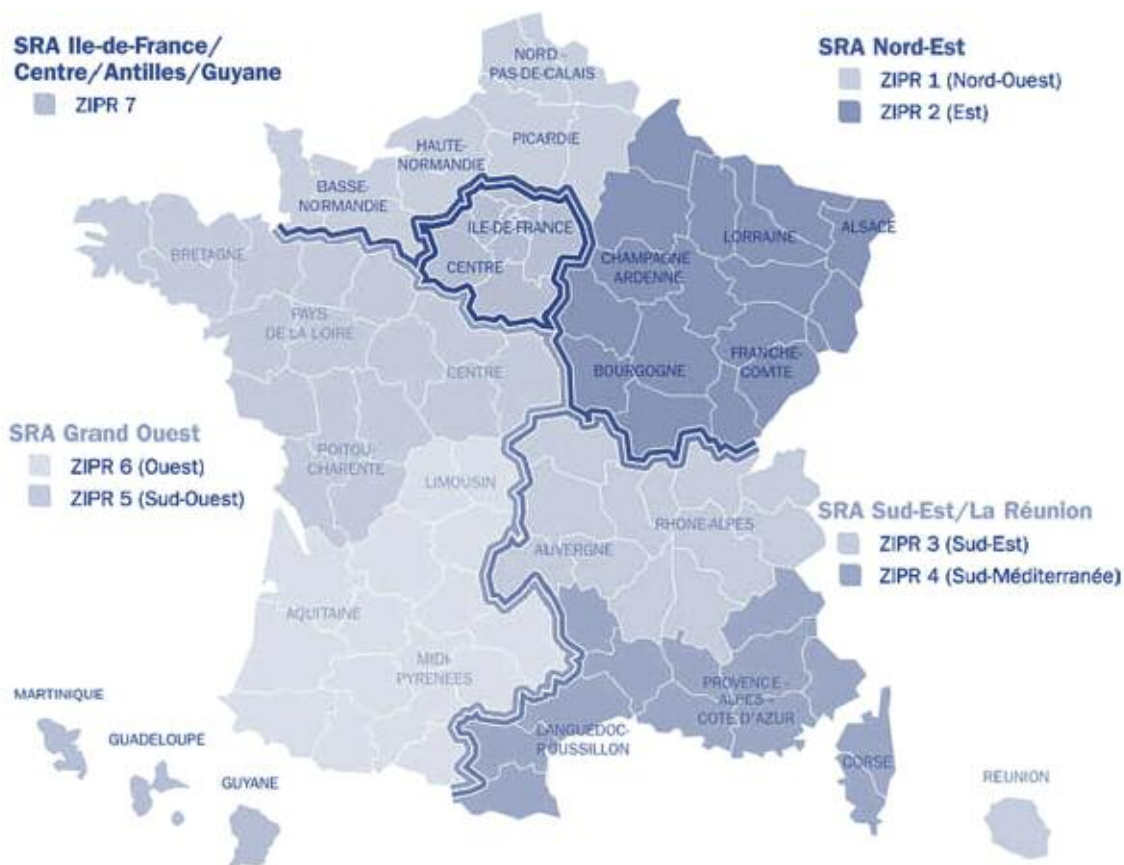 SRA Ile-de-France/
Centre/Antilles/Guyane
ZIPR 7
SRA Nord-Est
ZIPR 1 (Nord-Ouest)
ZIPR 2 (Est)
NORD -
PAS-DE-CALAIS
PICARDIE
HAUTE-
NORMANDIE
BASSE-
NORMANDIE
ILE-DE-FRANCE
CENTRE
BRETAGNE
CHAMPAGNE
ARDENNE
LORRAINE
ALSACE
PAYS
DE LA LOIRE
CENTRE
BOURGOGNE
FRANCHE-
COMTE
SRA Grand Ouest
ZIPR 6 (Ouest)
ZIPR 5 (Sud-Ouest)
POITOU-
CHARENTE
LIMOUSIN
AUVERGNE
RHONE-ALPES
SRA Sud-Est/La Réunion
ZIPR 3 (Sud-Est)
ZIPR 4 (Sud-Méditerranée)
AQUITAINE
MIDI-
PYRENEES
LANGUEDOC-
ROUSSILLON
PROVENCE -
ALPES -
COTE D'AZUR
CORSE
MARTINIQUE
GUADELOUPE
GUYANE
REUNION